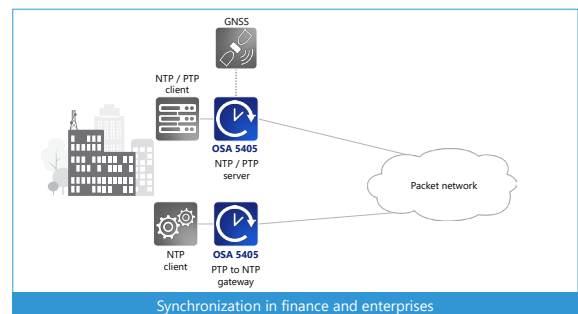 GNSS
NTP / PTP
client
OSA 5405
NTP / PTP
server
Packet network
NTP
client
OSA 5405
PTP to NTP
gateway
Synchronization in finance and enterprises